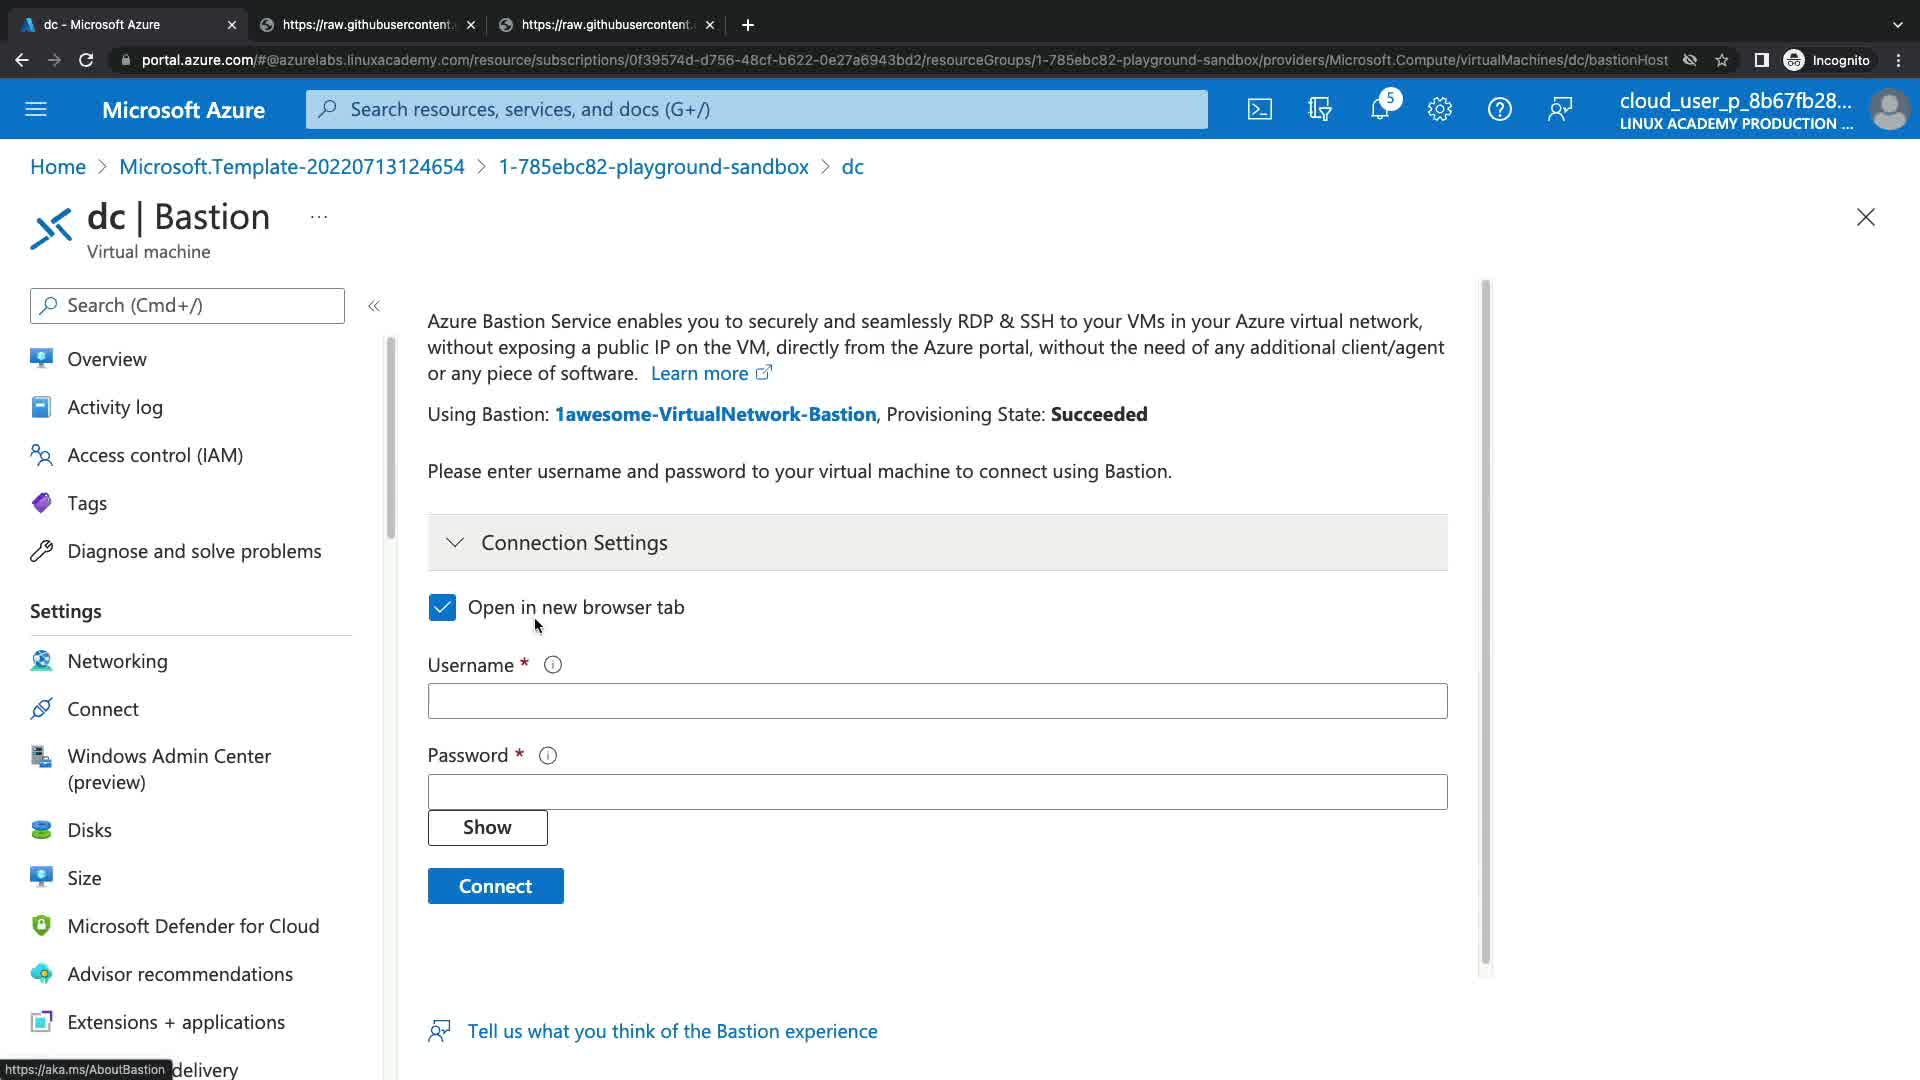 dc - Microsoft Azure
https://raw.githubusercontent.
https://raw.githubusercontent.
portal.azure.com/#@azurelabs.linuxacademy.com/resource/subscriptions/0f39574d-d756-48cf-b622-0e27a6943bd2/resourceGroups/1-785ebc82-playground-sandbox/providers/Microsoft.Compute/virtualMachines/dc/bastionHost
Incognito
Microsoft Azure
Search resources, services, and docs (G+/)
5
cloud_user_p_8b67fb28...
LINUX ACADEMY PRODUCTION ...
Home > Microsoft.Template-20220713124654 > 1-785ebc82-playground-sandbox > dc
dc | Bastion ...
Virtual machine
Search (Cmd+/)
Overview
Activity log
Access control (IAM)
Tags
Diagnose and solve problems
Settings
Networking
Connect
Windows Admin Center
(preview)
Disks
Size
Microsoft Defender for Cloud
Advisor recommendations
Extensions + applications
delivery
https://aka.ms/AboutBastion
Azure Bastion Service enables you to securely and seamlessly RDP & SSH to your VMs in your Azure virtual network,
without exposing a public IP on the VM, directly from the Azure portal, without the need of any additional client/agent
or any piece of software. Learn more
Using Bastion: 1awesome-VirtualNetwork-Bastion, Provisioning State: Succeeded
Please enter username and password to your virtual machine to connect using Bastion.
Connection Settings
Open in new browser tab
Username *
Password *
Show
Connect
Tell us what you think of the Bastion experience